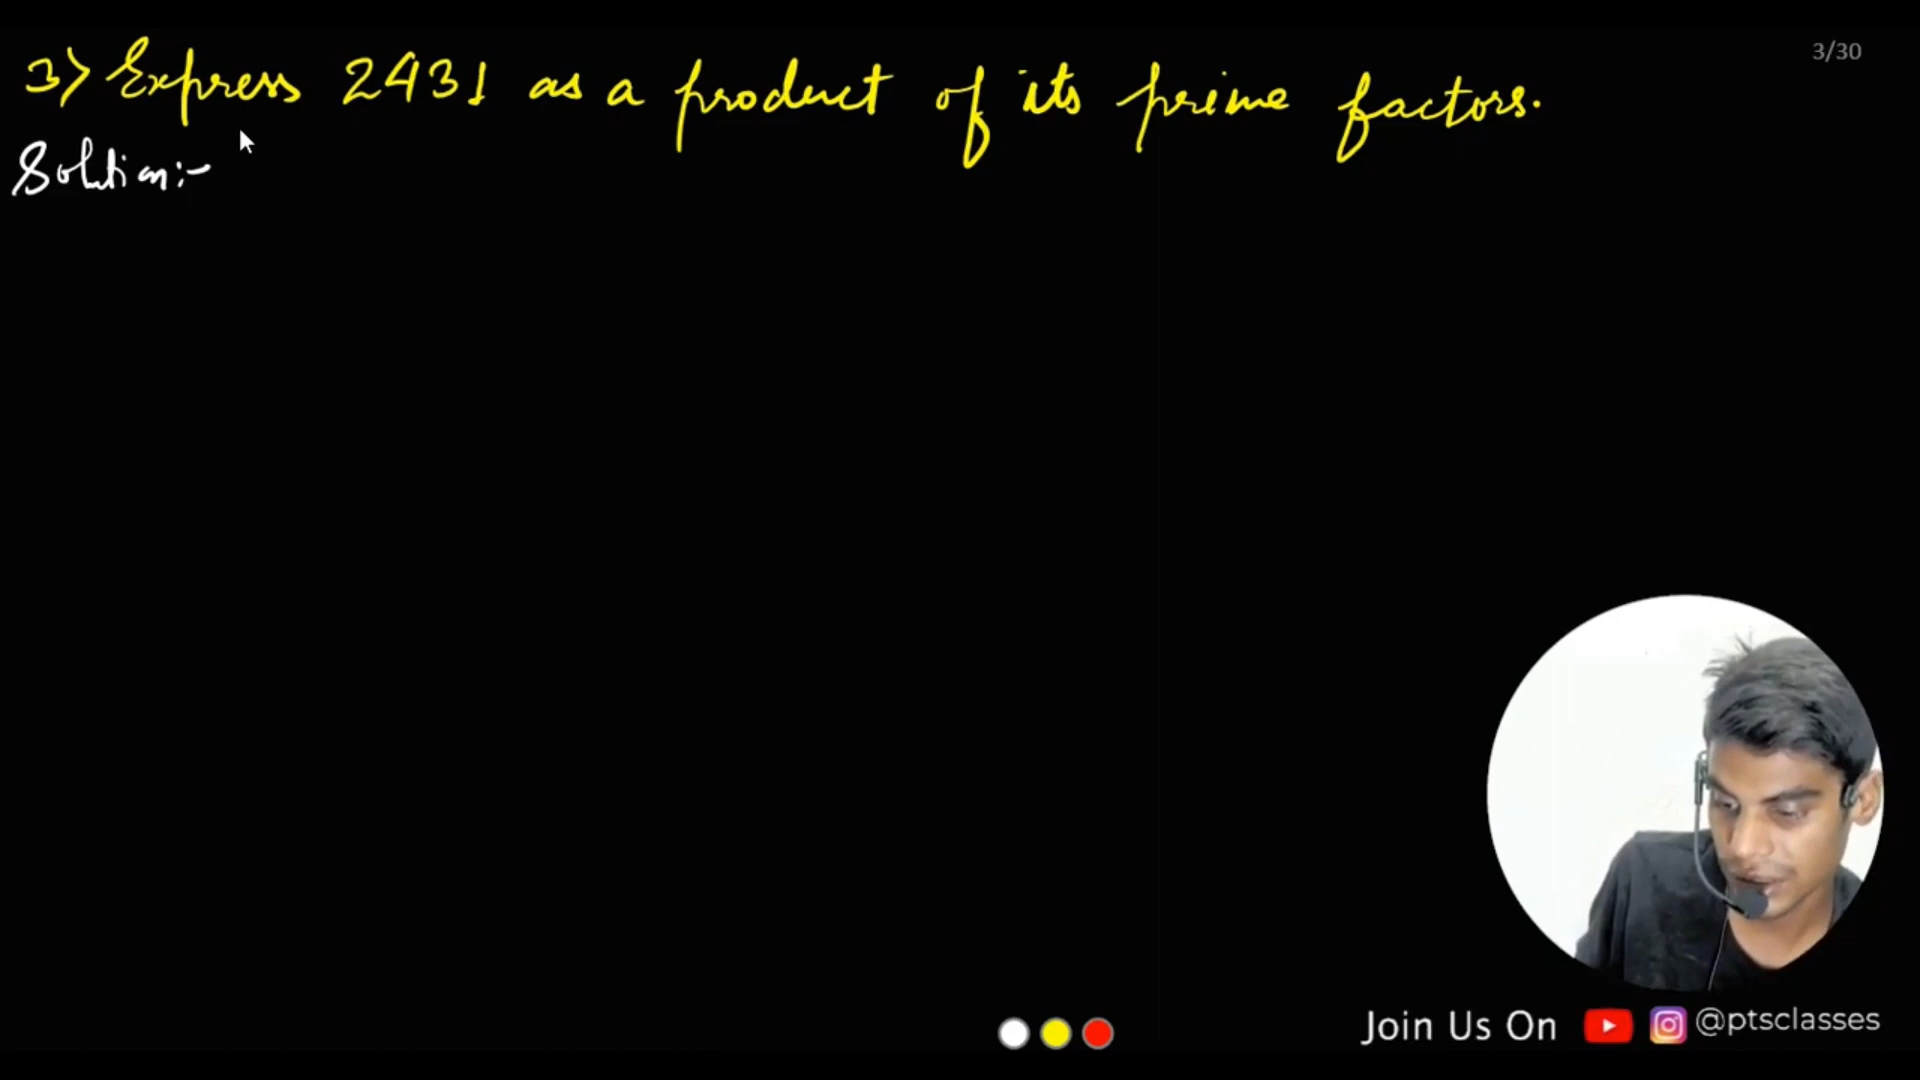 3) Express 2431 as a product of its prime factors.
3/30
Solution:-
Join Us On @ptsclasses